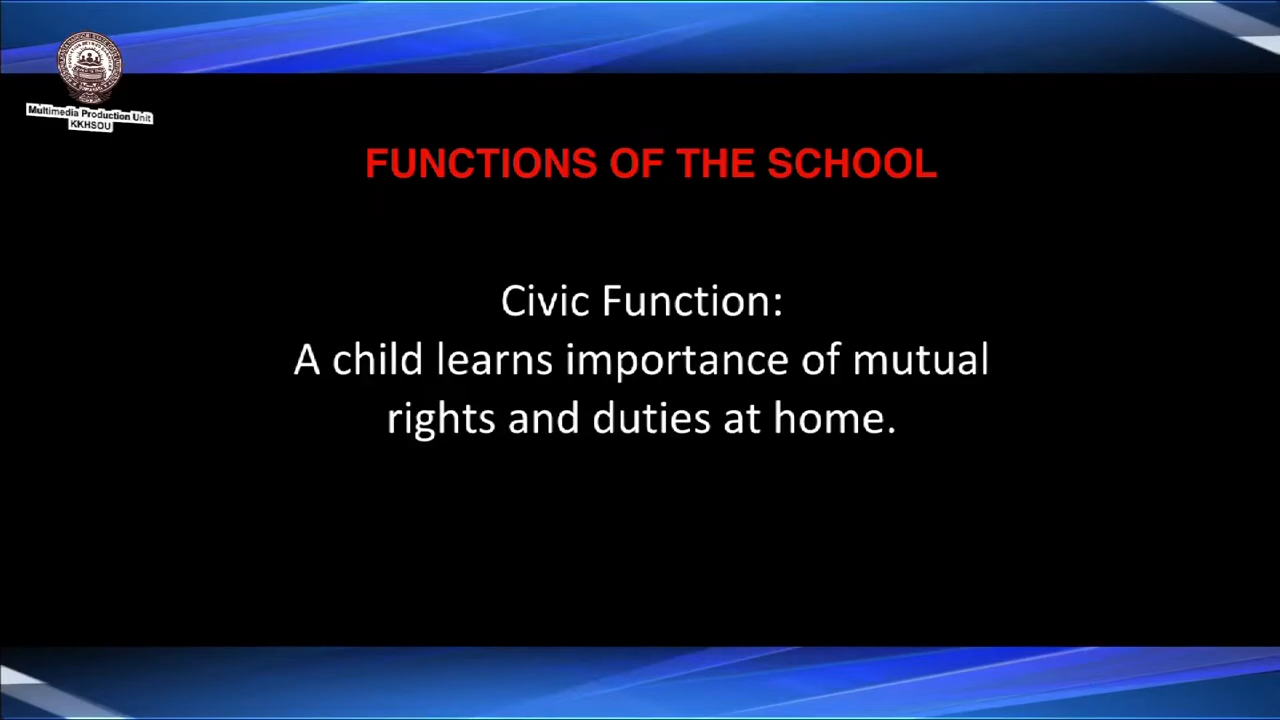 Multimedia Production Unit
KKHSOU
FUNCTIONS OF THE SCHOOL
Civic Function:
A child learns importance of mutual
rights and duties at home.